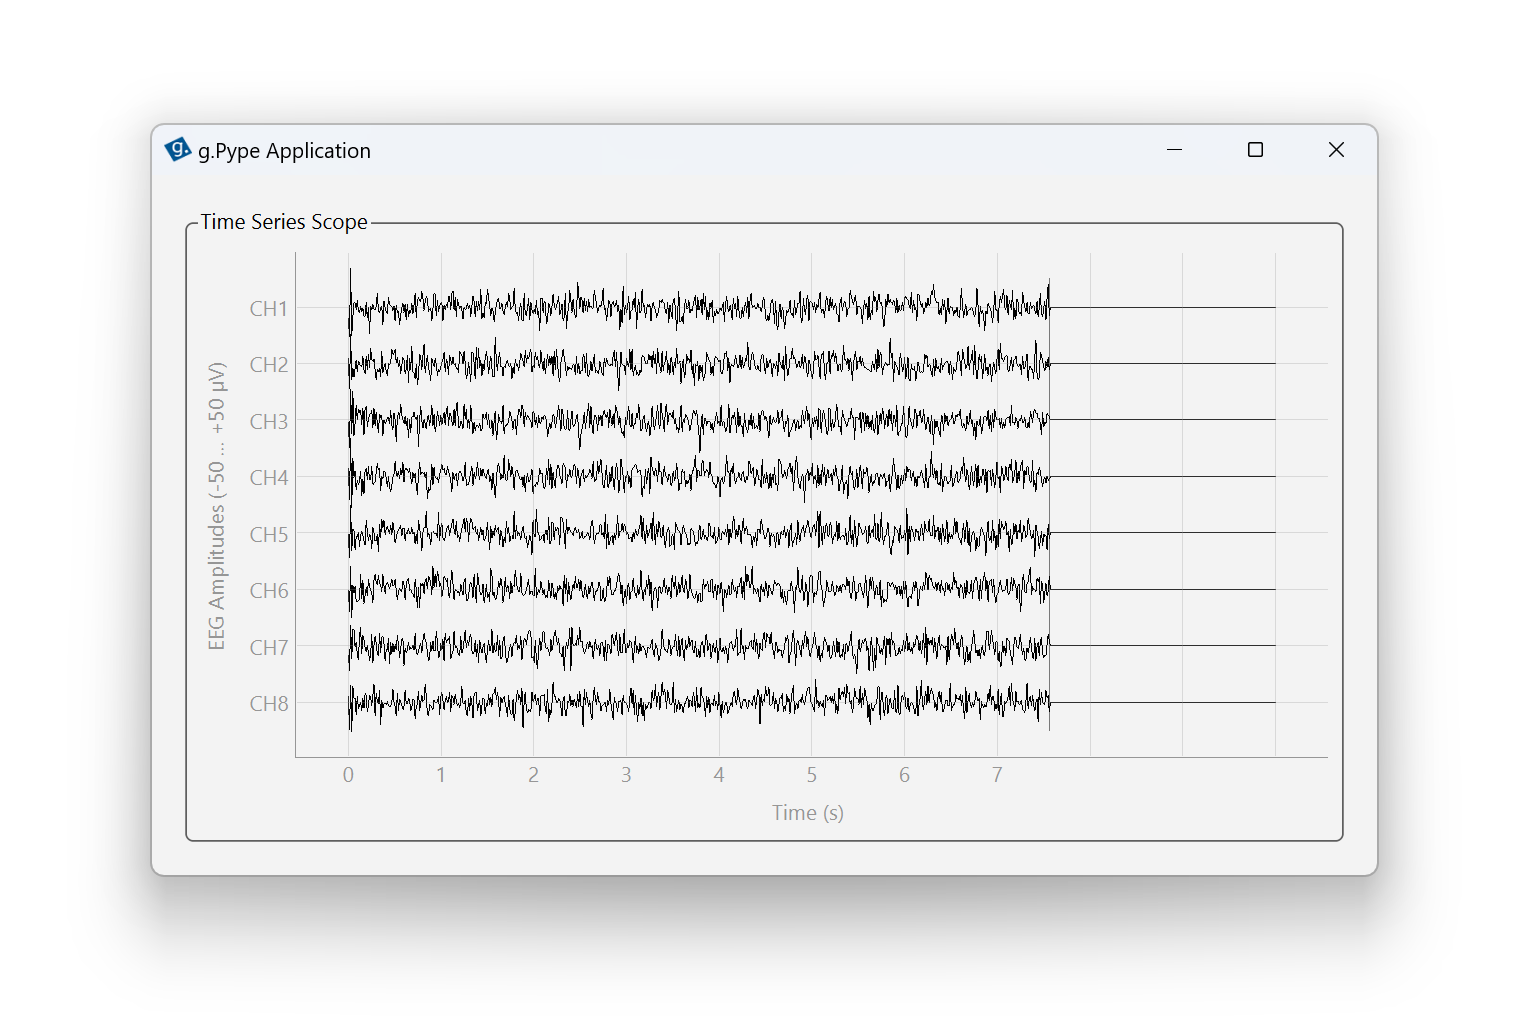 g.
g.Pype Application
Time Series Scope
CH1
CH2
CH3
CH4
CH5
CH6
CH7
CH8
EEG Amplitudes (-50 ... +50 μV)
0 1 2 3 4 5 6 7
Time (s)